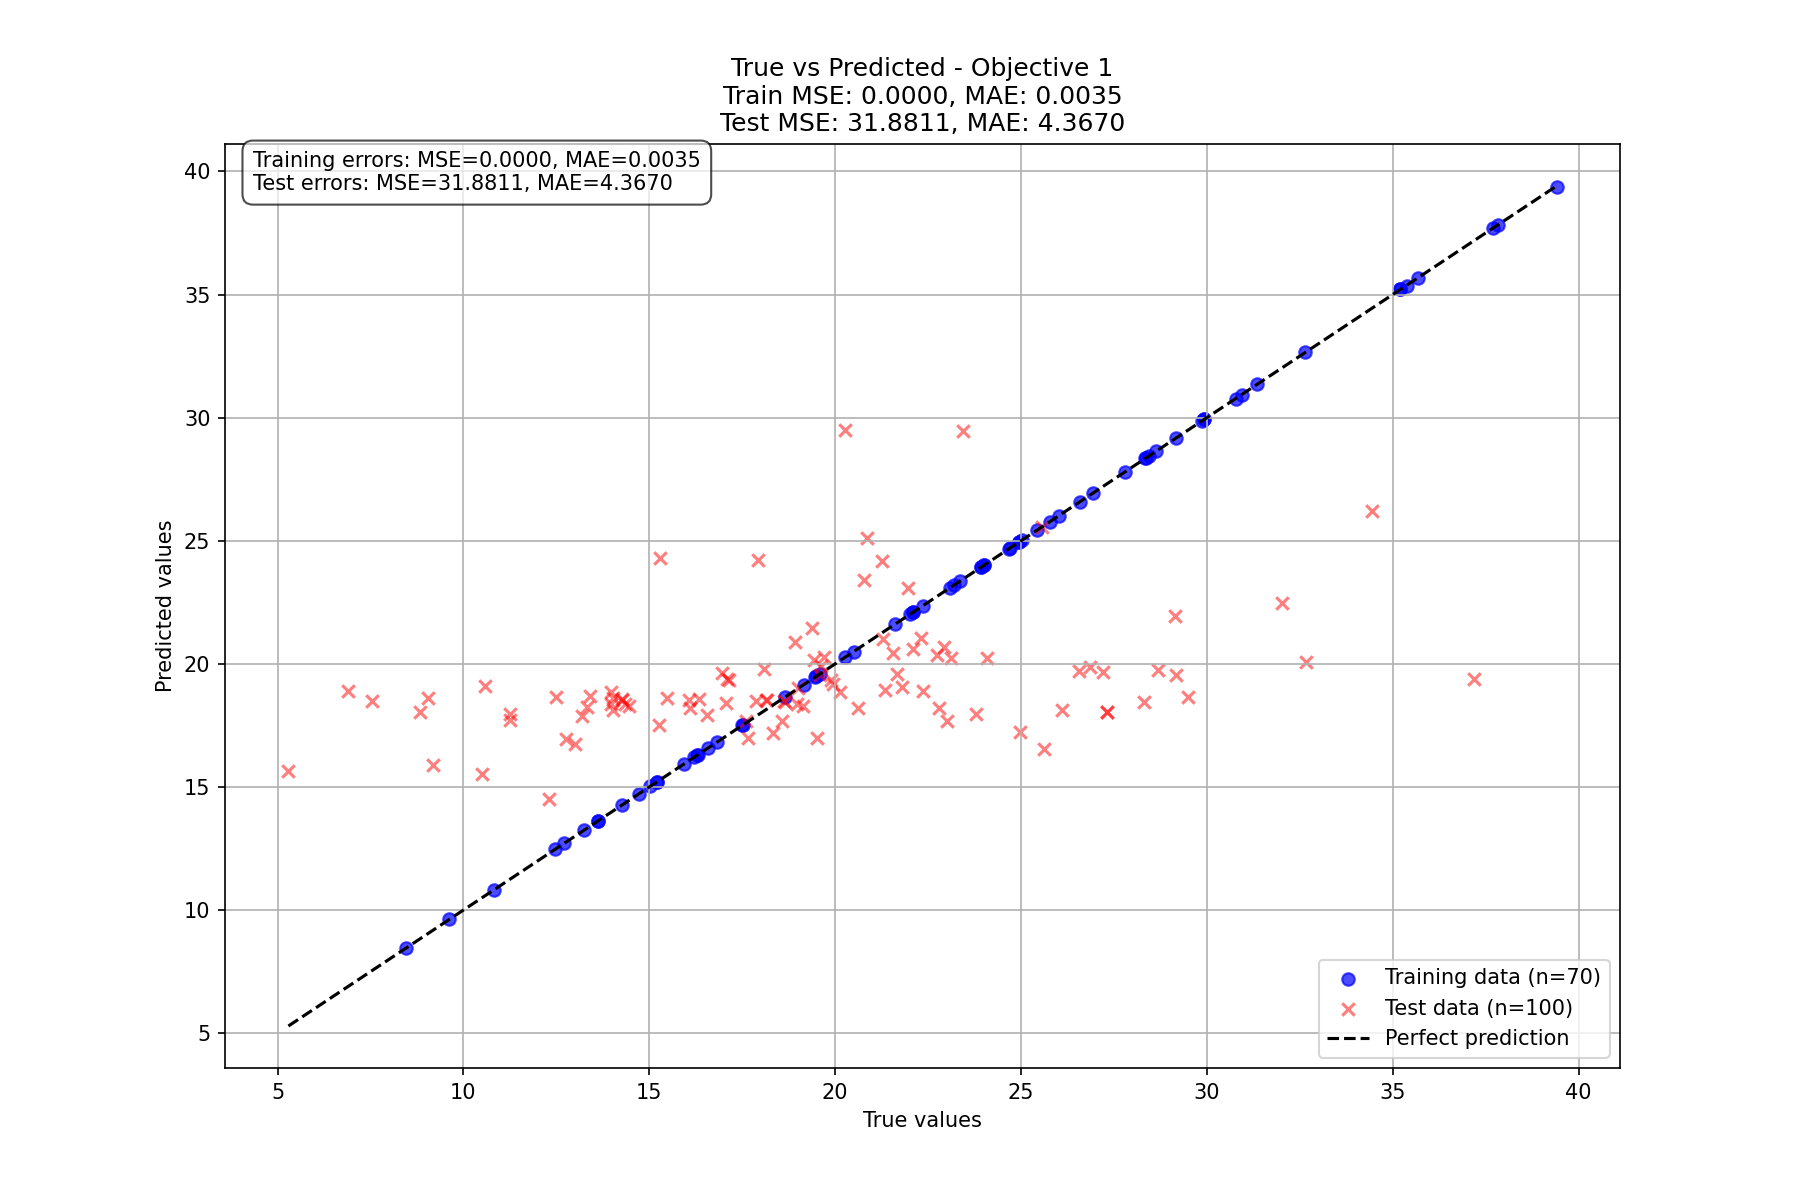 True vs Predicted - Objective 1
Train MSE: 0.0000, MAE: 0.0035
Test MSE: 31.8811, MAE: 4.3670
Training errors: MSE=0.0000, MAE=0.0035
Test errors: MSE=31.8811, MAE=4.3670
40
35
30
25
20
15
10
5
Predicted values
Training data (n=70)
Test data (n=100)
Perfect prediction
5 10 15 20 25 30 35 40
True values